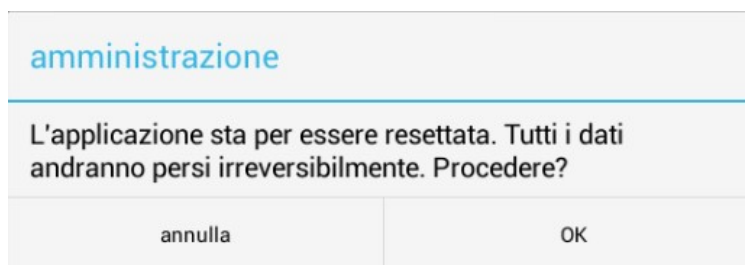 amministrazione
L'applicazione sta per essere resettata. Tutti i dati
andranno persi irreversibilmente. Procedere?
annulla OK